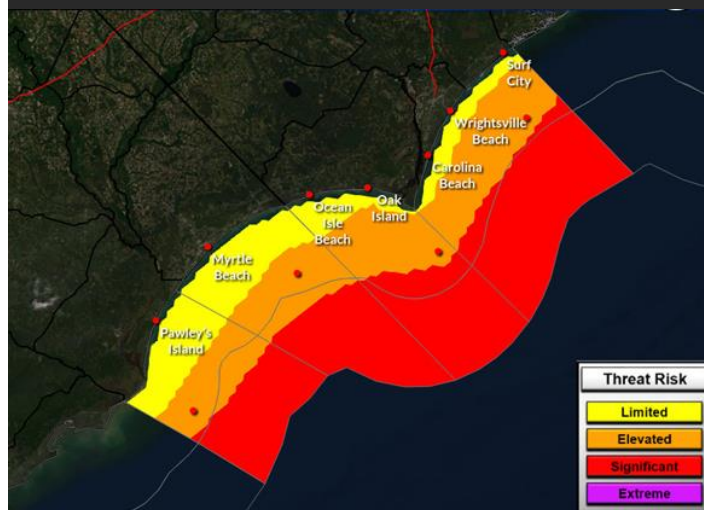 Surf
City
Wrightsville
Beach
Carolina
Beach
Oak
Island
Ocean
Isle
Beach
Myrtle
Beach
Pawley's
Island
Threat Risk
Limited
Elevated
Significant
Extreme